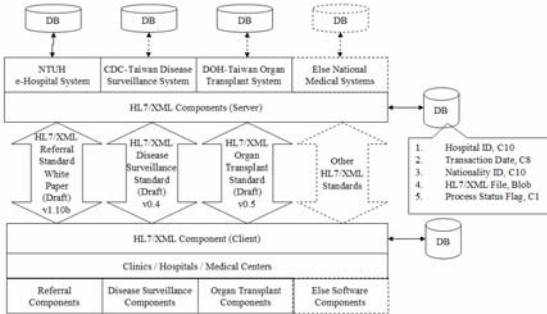 DB
DB
DB
DB
NTUH
e-Hospital System
CDC-Taiwan Disease
Surveillance System
DOH-Taiwan Organ
Transplant System
Else National
Medical Systems
HL7/XML Components (Server)
DB
HL7/XML
Referral
Standard
White
Paper
(Draft)
v1.10b
HL7/XML
Disease
Surveillance
Standard
(Draft)
v0.4
HL7/XML
Organ
Transplant
Standard
(Draft)
v0.5
Other
HL7/XML
Standards
1. Hospital ID, C10
2. Transaction Date, C8
3. Nationality ID, C10
4. HL7/XML File, Blob
5. Process Status Flag, C1
HL7/XML Component (Client)
DB
Clinics / Hospitals / Medical Centers
Referral
Components
Disease Surveillance
Components
Organ Transplant
Components
Else Software
Components